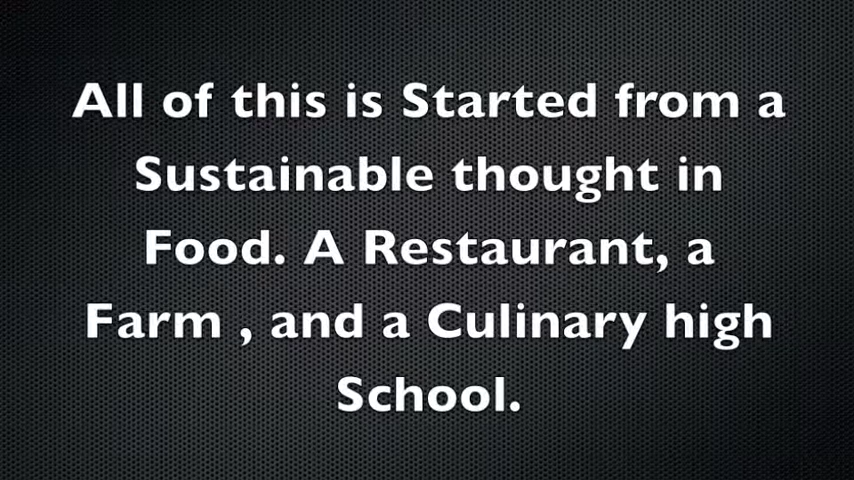 All of this is Started from a
Sustainable thought in
Food. A Restaurant, a
Farm , and a Culinary high
School.